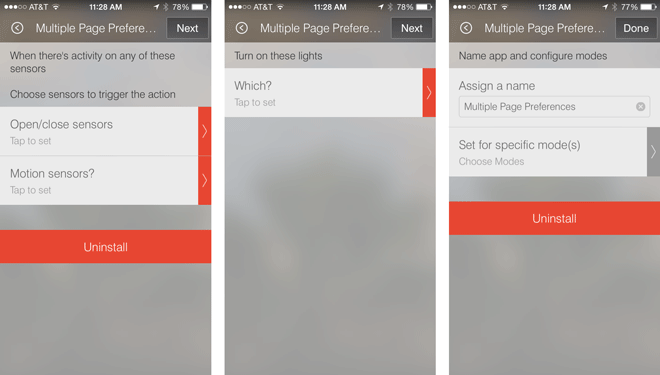 AT&T 11:28 AM 78%
Multiple Page Prefere... Next
When there's activity on any of these
sensors
Choose sensors to trigger the action
Open/close sensors
Tap to set
Motion sensors?
Tap to set
Uninstall
AT&T 11:28 AM 78%
Multiple Page Prefere... Next
Turn on these lights
Which?
Tap to set
AT&T 11:28 AM 77%
Multiple Page Prefere... Done
Name app and configure modes
Assign a name
Multiple Page Preferences
Set for specific mode(s)
Choose Modes
Uninstall